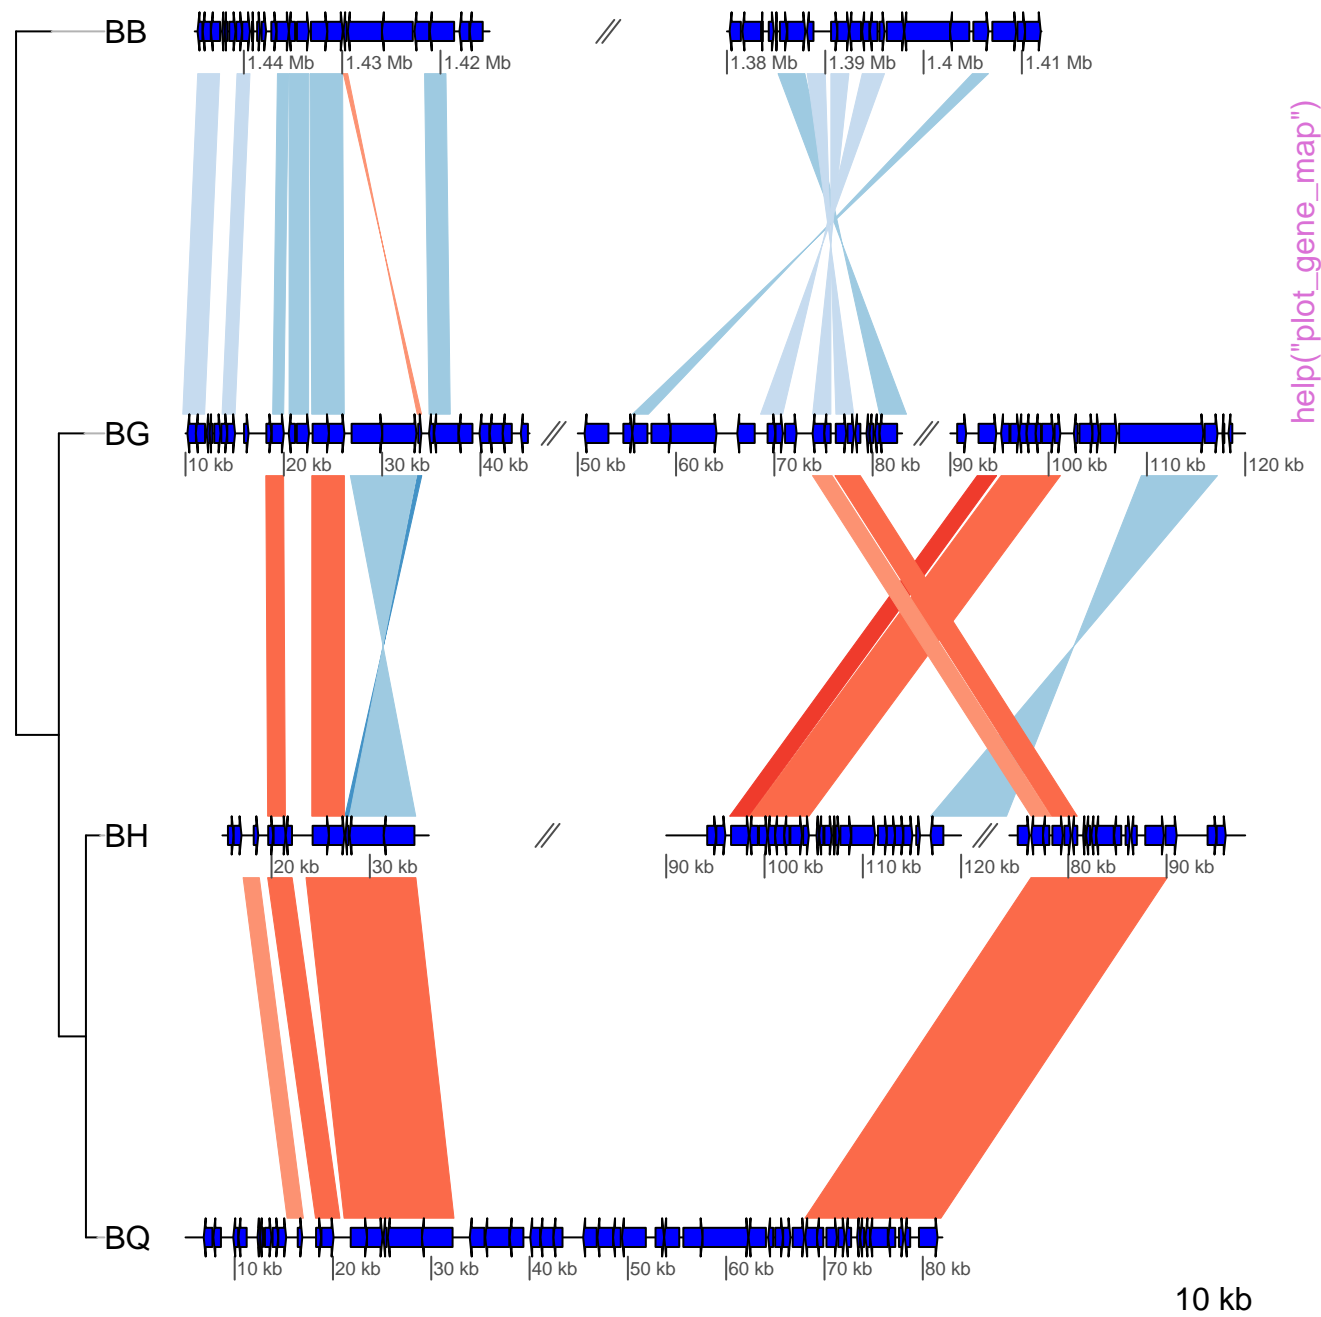 BB
1.44 Mb 1.43 Mb 1.42 Mb 1.38 Mb 1.39 Mb 1.4 Mb 1.41 Mb
help("plot_gene_map")
BG
10 kb 20 kb 30 kb 40 kb 50 kb 60 kb 70 kb 80 kb 90 kb 100 kb 110 kb 120 kb
BH
20 kb 30 kb 90 kb 100 kb 110 kb 120 kb 80 kb 90 kb
BQ
10 kb 20 kb 30 kb 40 kb 50 kb 60 kb 70 kb 80 kb
10 kb